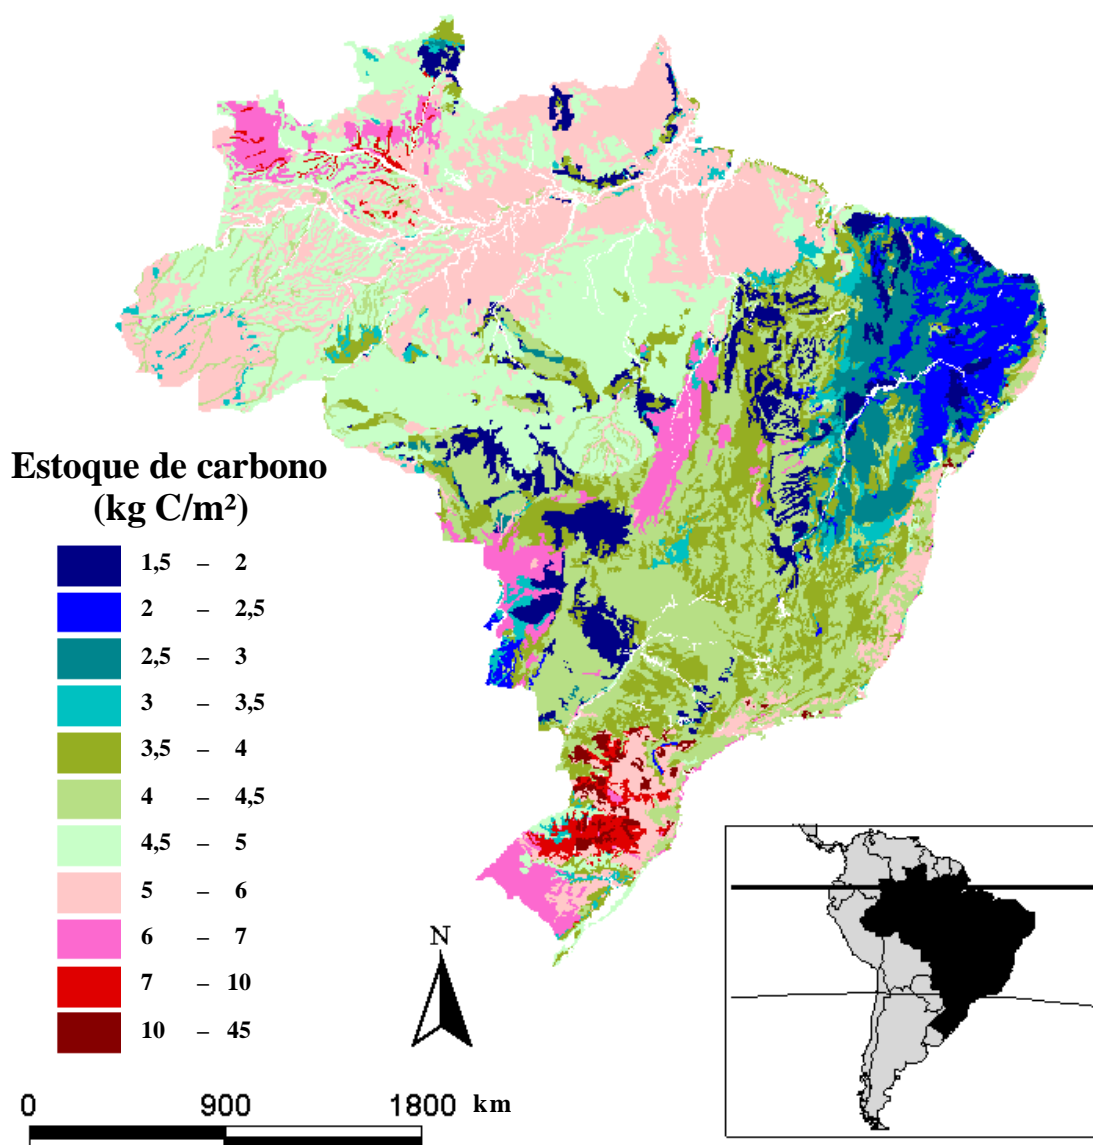 Estoque de carbono
(kg C/m²)
1,5 – 2
2 – 2,5
2,5 – 3
3 – 3,5
3,5 – 4
4 – 4,5
4,5 – 5
5 – 6
6 – 7
7 – 10
10 – 45
N
0 900 1800 km